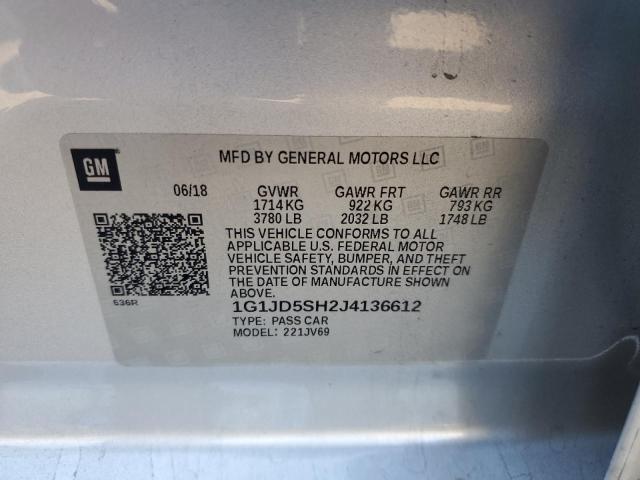 GM
MFD BY GENERAL MOTORS LLC
06/18 GVWR GAWR FRT GAWR RR
1714 KG 922 KG 793 KG
3780 LB 2032 LB 1748 LB
THIS VEHICLE CONFORMS TO ALL
APPLICABLE U.S. FEDERAL MOTOR
VEHICLE SAFETY, BUMPER, AND THEFT
PREVENTION STANDARDS IN EFFECT ON
THE DATE OF MANUFACTURE SHOWN
ABOVE.
636R
1G1JD5SH2J4136612
TYPE: PASS CAR
MODEL: 221JV69